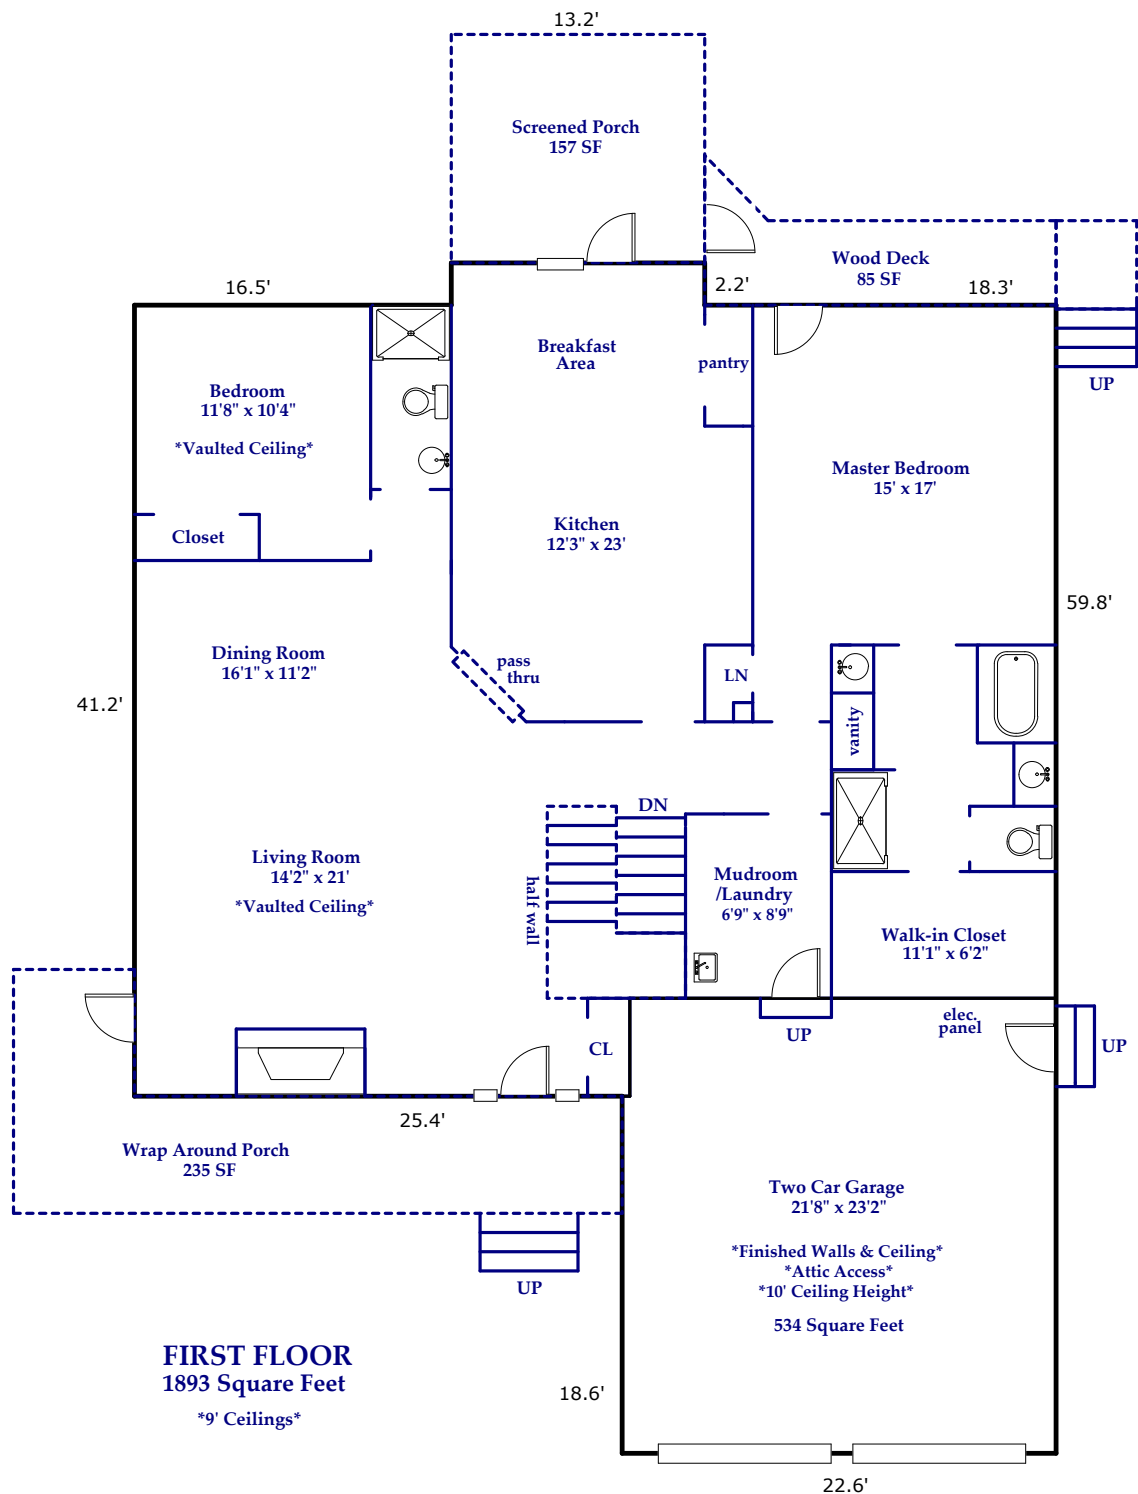 13.2'
Screened Porch
157 SF
Wood Deck
85 SF
16.5'
2.2'
18.3'
Breakfast
Area
pantry
UP
Bedroom
11'8" x 10'4"
*Vaulted Ceiling*
Master Bedroom
15' x 17'
Closet
Kitchen
12'3" x 23'
59.8'
Dining Room
16'1" x 11'2"
pass
thru
LN
41.2'
vanity
DN
Living Room
14'2" x 21'
*Vaulted Ceiling*
half wall
Mudroom
/Laundry
6'9" x 8'9"
Walk-in Closet
11'1" x 6'2"
elec.
panel
UP
UP
CL
25.4'
Wrap Around Porch
235 SF
Two Car Garage
21'8" x 23'2"
*Finished Walls & Ceiling*
*Attic Access*
*10' Ceiling Height*
534 Square Feet
UP
FIRST FLOOR
1893 Square Feet
*9' Ceilings*
18.6'
22.6'